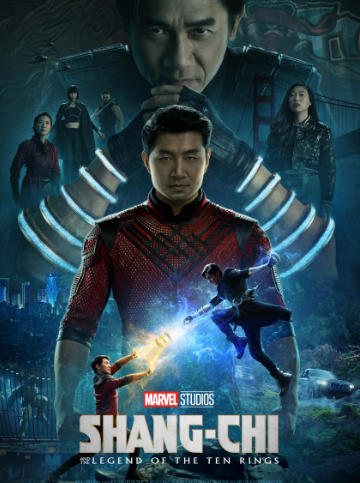 MARVEL STUDIOS
SHANG-CHI
AND THE LEGEND OF THE TEN RINGS